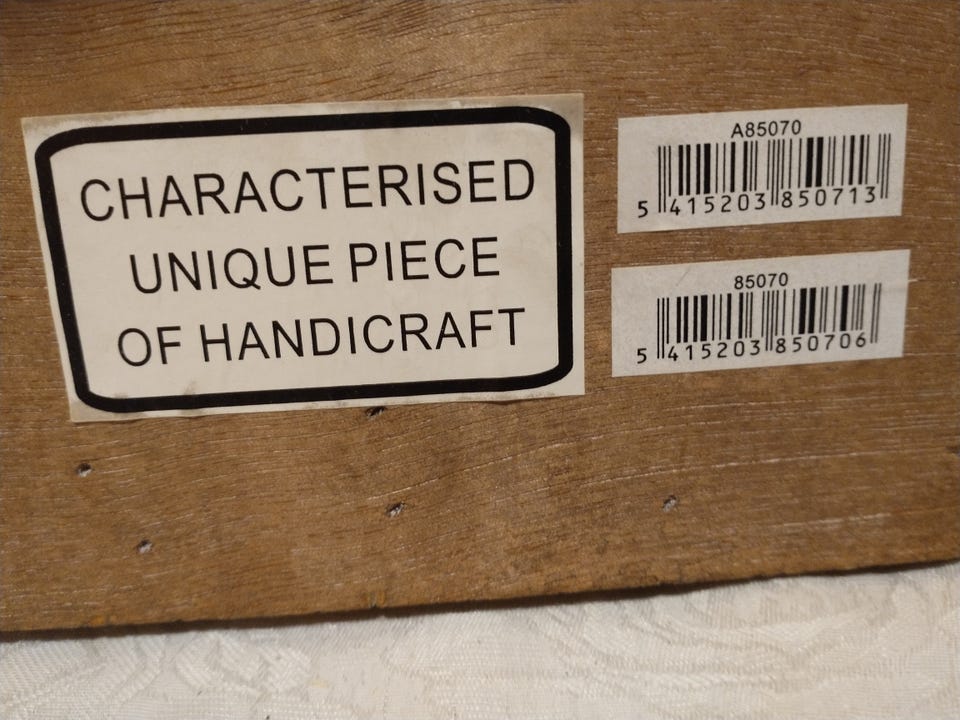 CHARACTERISED
UNIQUE PIECE
OF HANDICRAFT
A85070
5 415203 850713
85070
5 415203 850706